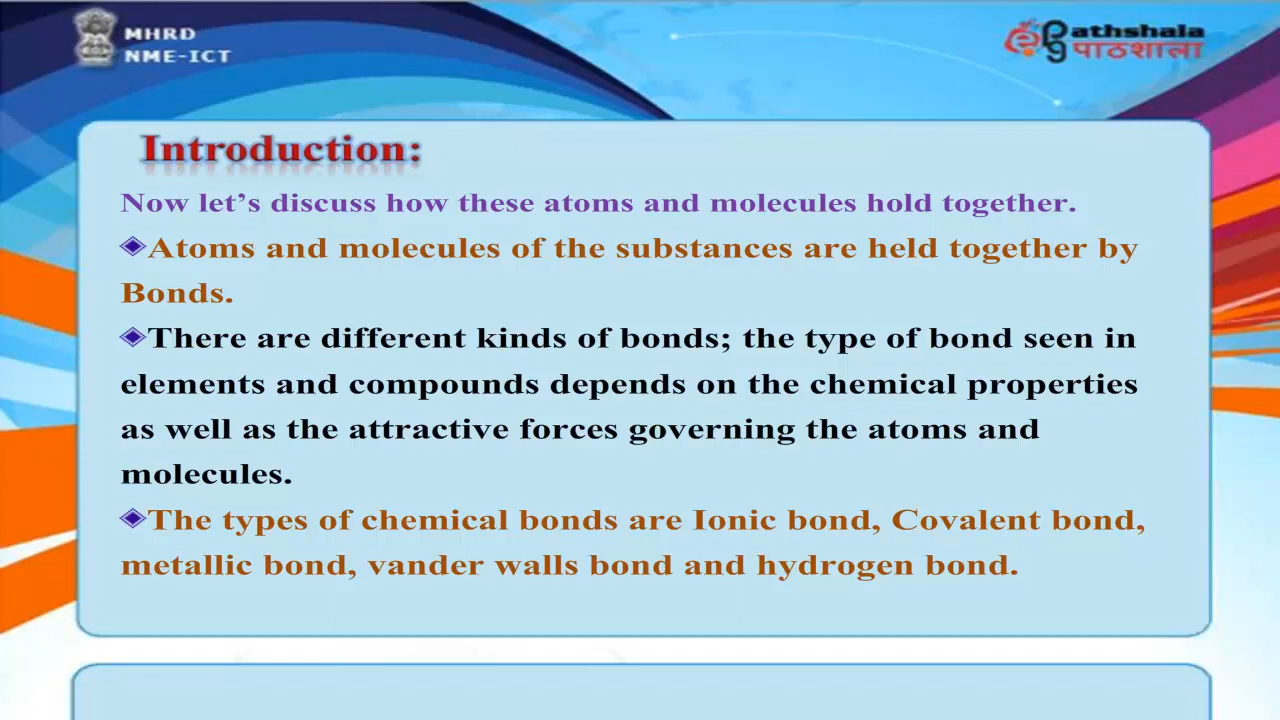 MHRD
NME-ICT
athshala
पाठशाला
Introduction:
Now let’s discuss how these atoms and molecules hold together.
Atoms and molecules of the substances are held together by
Bonds.
There are different kinds of bonds; the type of bond seen in
elements and compounds depends on the chemical properties
as well as the attractive forces governing the atoms and
molecules.
The types of chemical bonds are Ionic bond, Covalent bond,
metallic bond, vander walls bond and hydrogen bond.